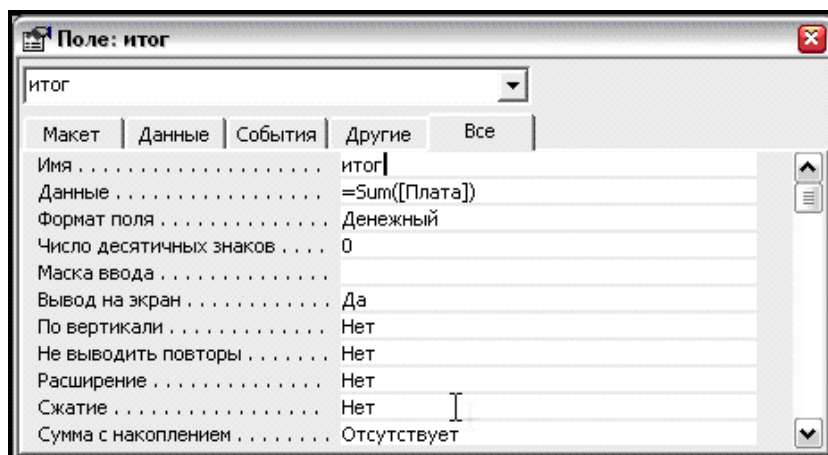 Поле: итог
итог
Макет Данные События Другие Все
Имя . . . . . . . . . . . . . . . . . . . . . . итог
Данные . . . . . . . . . . . . . . . . . . =Sum([Плата])
Формат поля . . . . . . . . . . . . . . Денежный
Число десятичных знаков . . . . 0
Маска ввода . . . . . . . . . . . . . .
Вывод на экран . . . . . . . . . . . . Да
По вертикали . . . . . . . . . . . . . Нет
Не выводить повторы . . . . . . . Нет
Расширение . . . . . . . . . . . . . . . Нет
Сжатие . . . . . . . . . . . . . . . . . . Нет
Сумма с накоплением . . . . . . . . Отсутствует